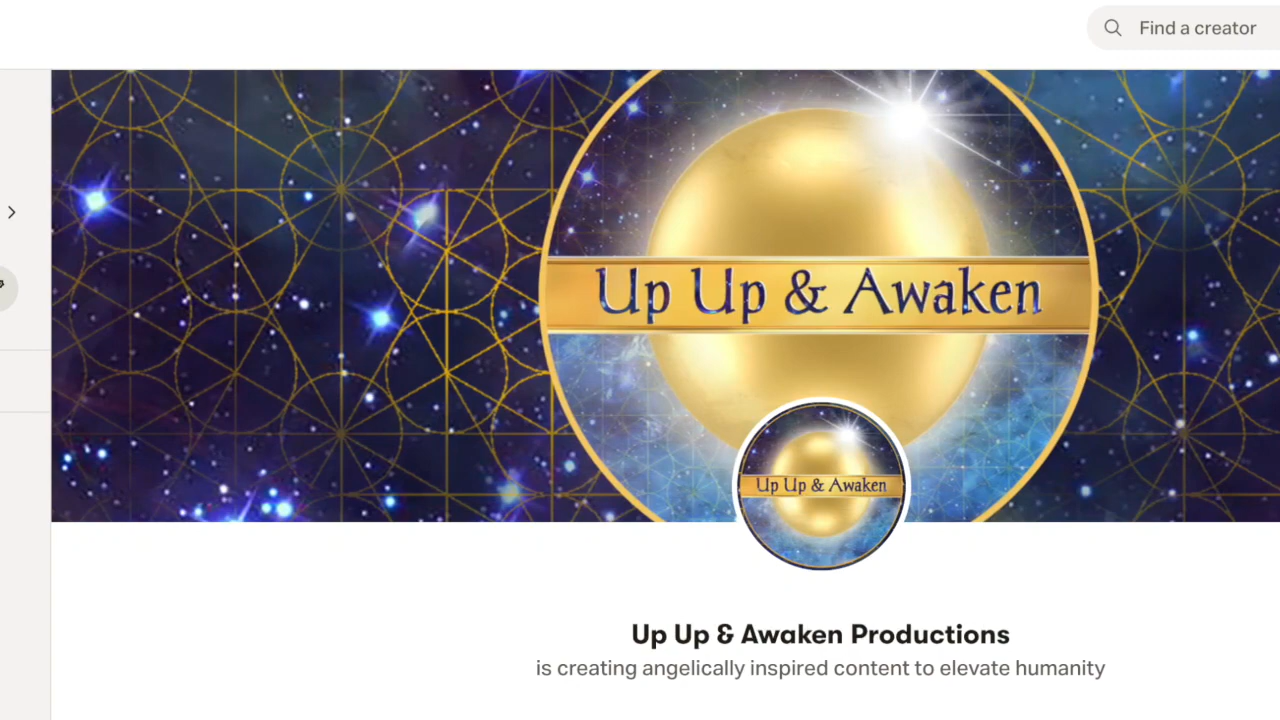 Find a creator
Up Up & Awaken
Up Up & Awaken
Up Up & Awaken Productions
is creating angelically inspired content to elevate humanity